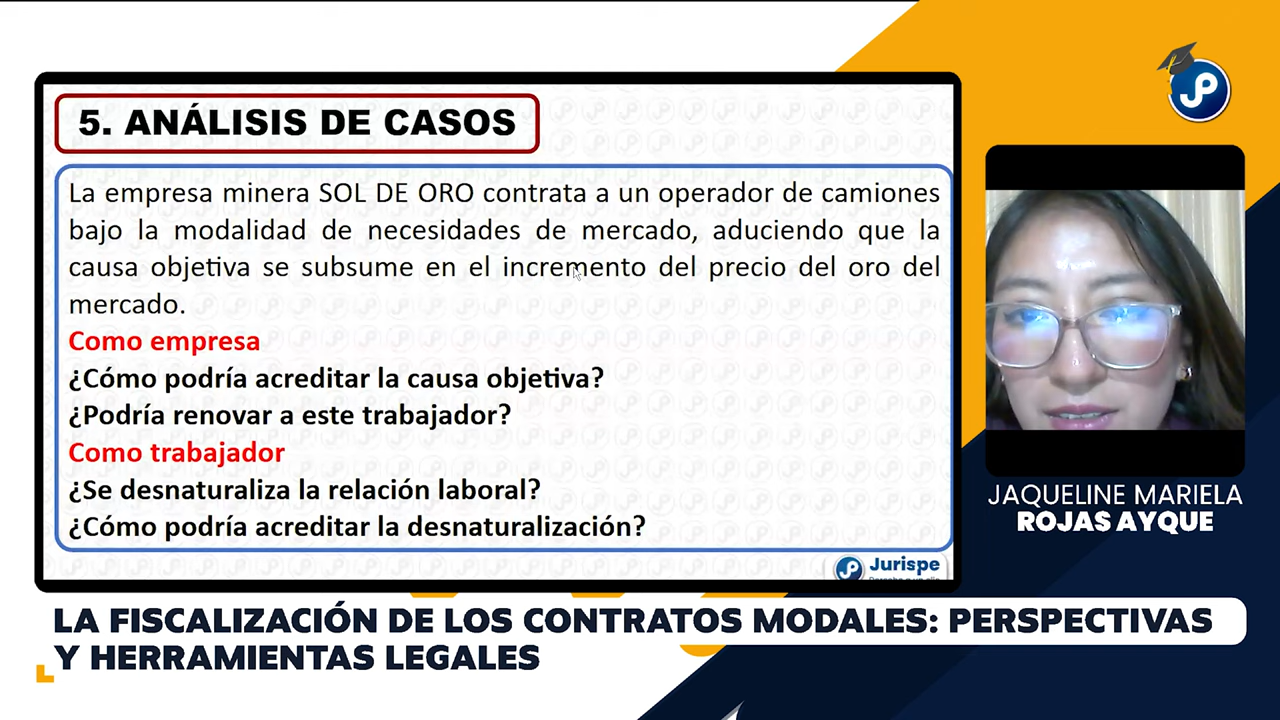 5. ANÁLISIS DE CASOS
La empresa minera SOL DE ORO contrata a un operador de camiones
bajo la modalidad de necesidades de mercado, aduciendo que la
causa objetiva se subsume en el incremento del precio del oro del
mercado.
Como empresa
¿Cómo podría acreditar la causa objetiva?
¿Podría renovar a este trabajador?
Como trabajador
¿Se desnaturaliza la relación laboral?
¿Cómo podría acreditar la desnaturalización?
Jurispe
JP
JAQUELINE MARIELA
ROJAS AYQUE
LA FISCALIZACIÓN DE LOS CONTRATOS MODALES: PERSPECTIVAS
Y HERRAMIENTAS LEGALES